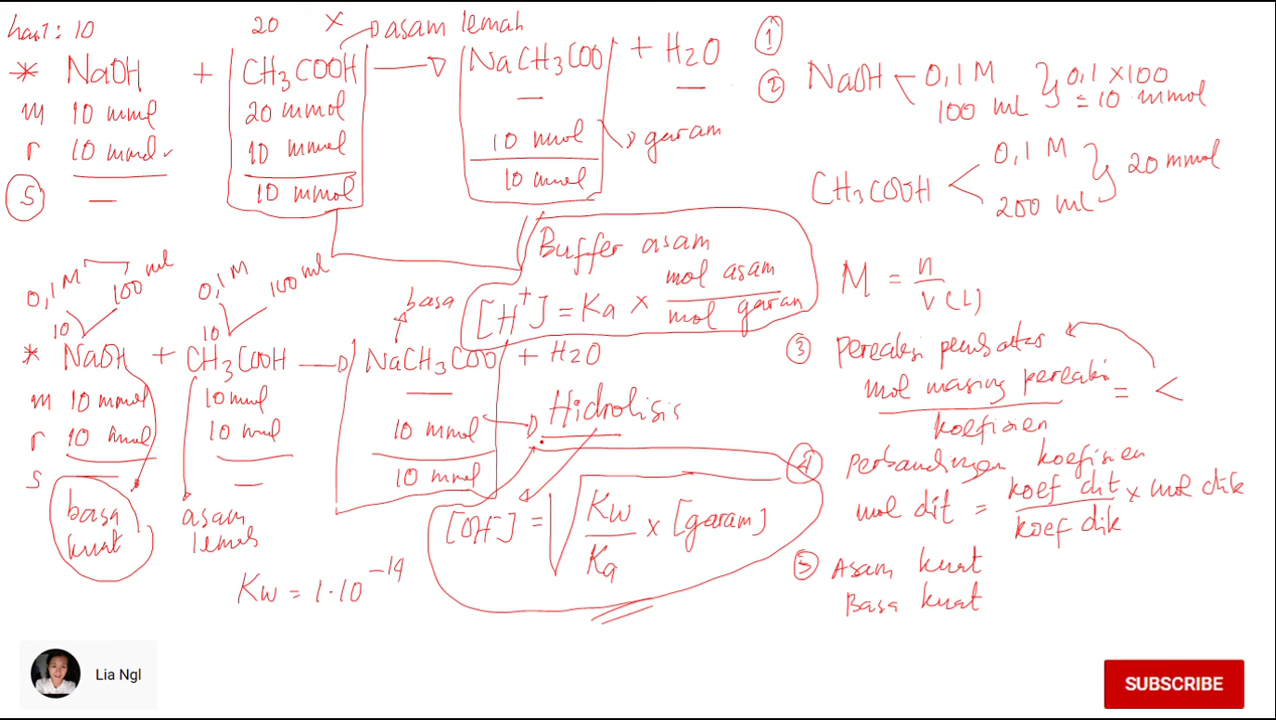 hasil : 10 20 x
asam lemah
* NaOH + CH3COOH → NaCH3COO + H2O
m 10 mmol 20 mmol — —
r 10 mmol 10 mmol 10 mmol
s — 10 mmol 10 mmol
garam
Buffer asam
[H+] = Ka × mol asam / mol garam
0,1 M 100 ml 0,1 M 100 ml
10 10
basa
* NaOH + CH3COOH → NaCH3COO + H2O
m 10 mmol 10 mmol —
r 10 mmol 10 mmol 10 mmol
s — 10 mmol
Hidrolisis
basa kuat
asam lemah
[OH-] = √ Kw / Ka × [garam]
Kw = 1·10-14
1
2 NaOH < 0,1 M } 0,1 x 100
100 ml = 10 mmol
CH3COOH < 0,1 M } 20 mmol
200 ml
M = n / V(L)
3 Pereaksi pembatas
mol masing pereaksi / koefisien = <
4 Perbandingan koefisien
mol dit = koef dit / koef dik x mol dik
5 Asam kuat
Basa kuat
Lia Ngl
SUBSCRIBE